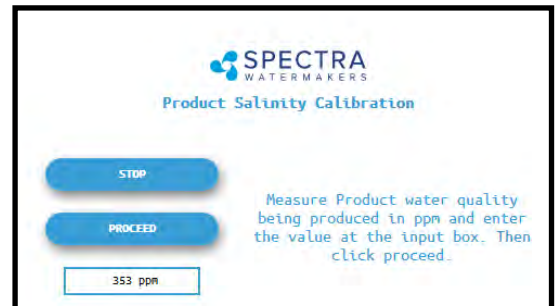 SPECTRA
WATERMAKERS
Product Salinity Calibration
STOP
PROCEED
353 ppm
Measure Product water quality
being produced in ppm and enter
the value at the input box. Then
click proceed.